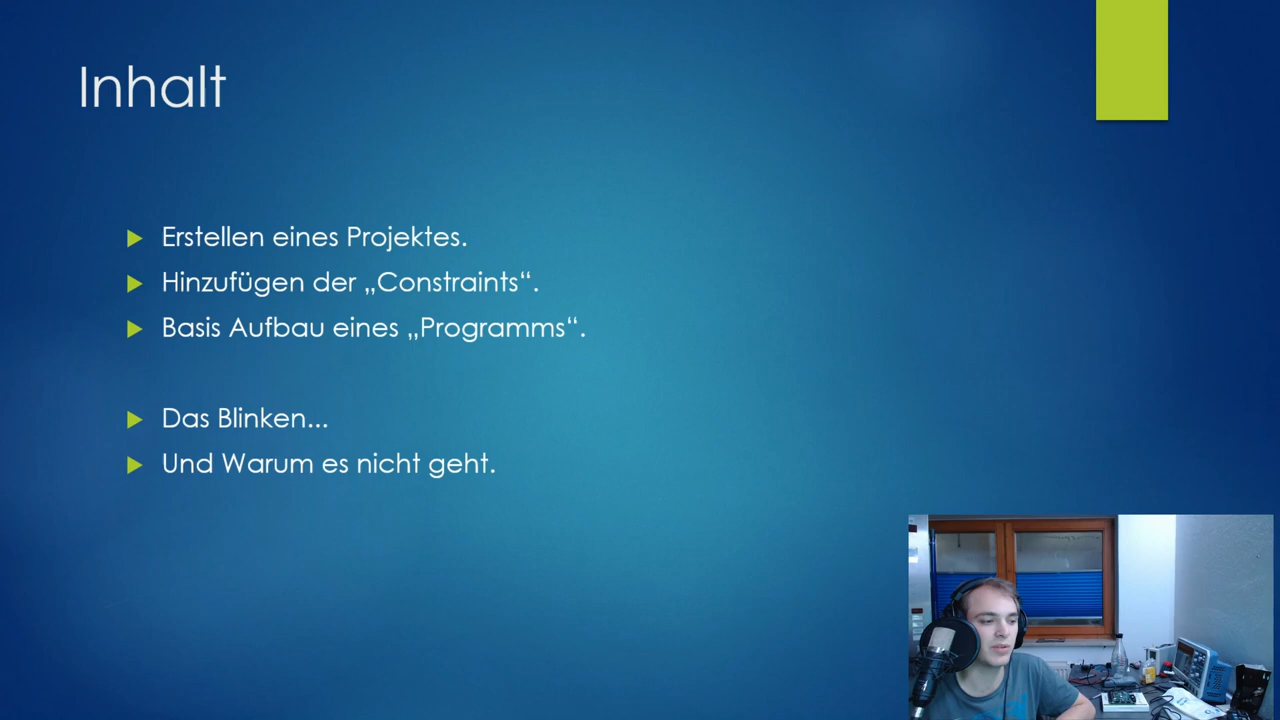 Inhalt
Erstellen eines Projektes.
Hinzufügen der „Constraints“.
Basis Aufbau eines „Programms“.
Das Blinken...
Und Warum es nicht geht.